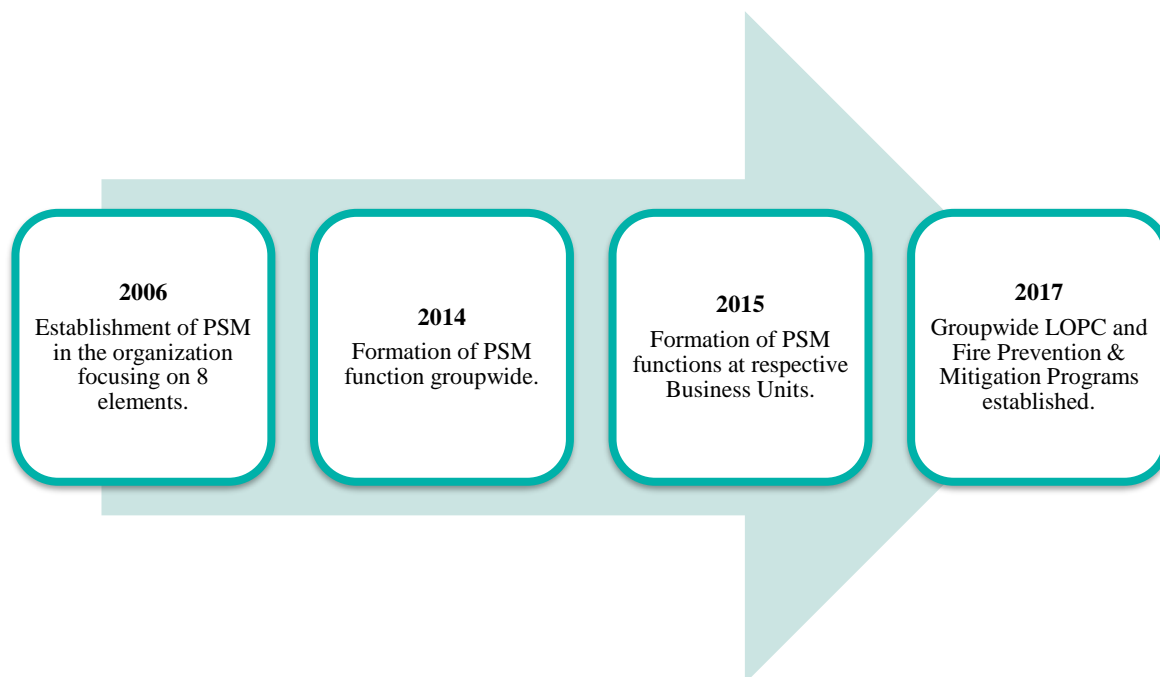 2006
Establishment of PSM
in the organization
focusing on 8
elements.
2014
Formation of PSM
function groupwide.
2015
Formation of PSM
functions at respective
Business Units.
2017
Groupwide LOPC and
Fire Prevention &
Mitigation Programs
established.